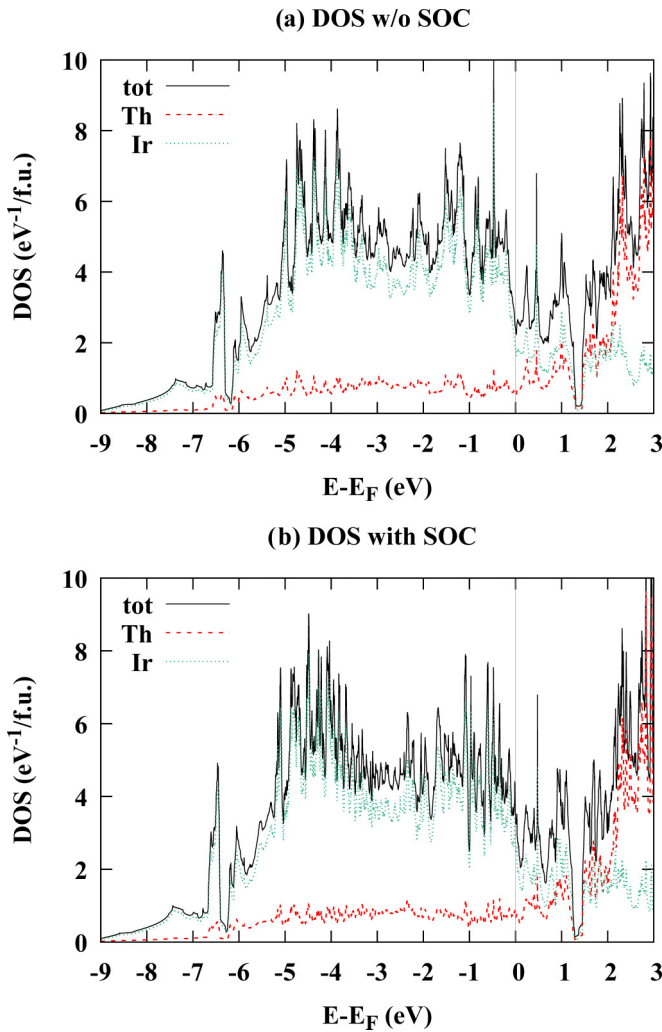 (a) DOS w/o SOC
10
8
6
4
2
0
DOS (eV⁻¹/f.u.)
tot
Th
Ir
-9 -8 -7 -6 -5 -4 -3 -2 -1 0 1 2 3
E-E_F (eV)
(b) DOS with SOC
10
8
6
4
2
0
DOS (eV⁻¹/f.u.)
tot
Th
Ir
-9 -8 -7 -6 -5 -4 -3 -2 -1 0 1 2 3
E-E_F (eV)